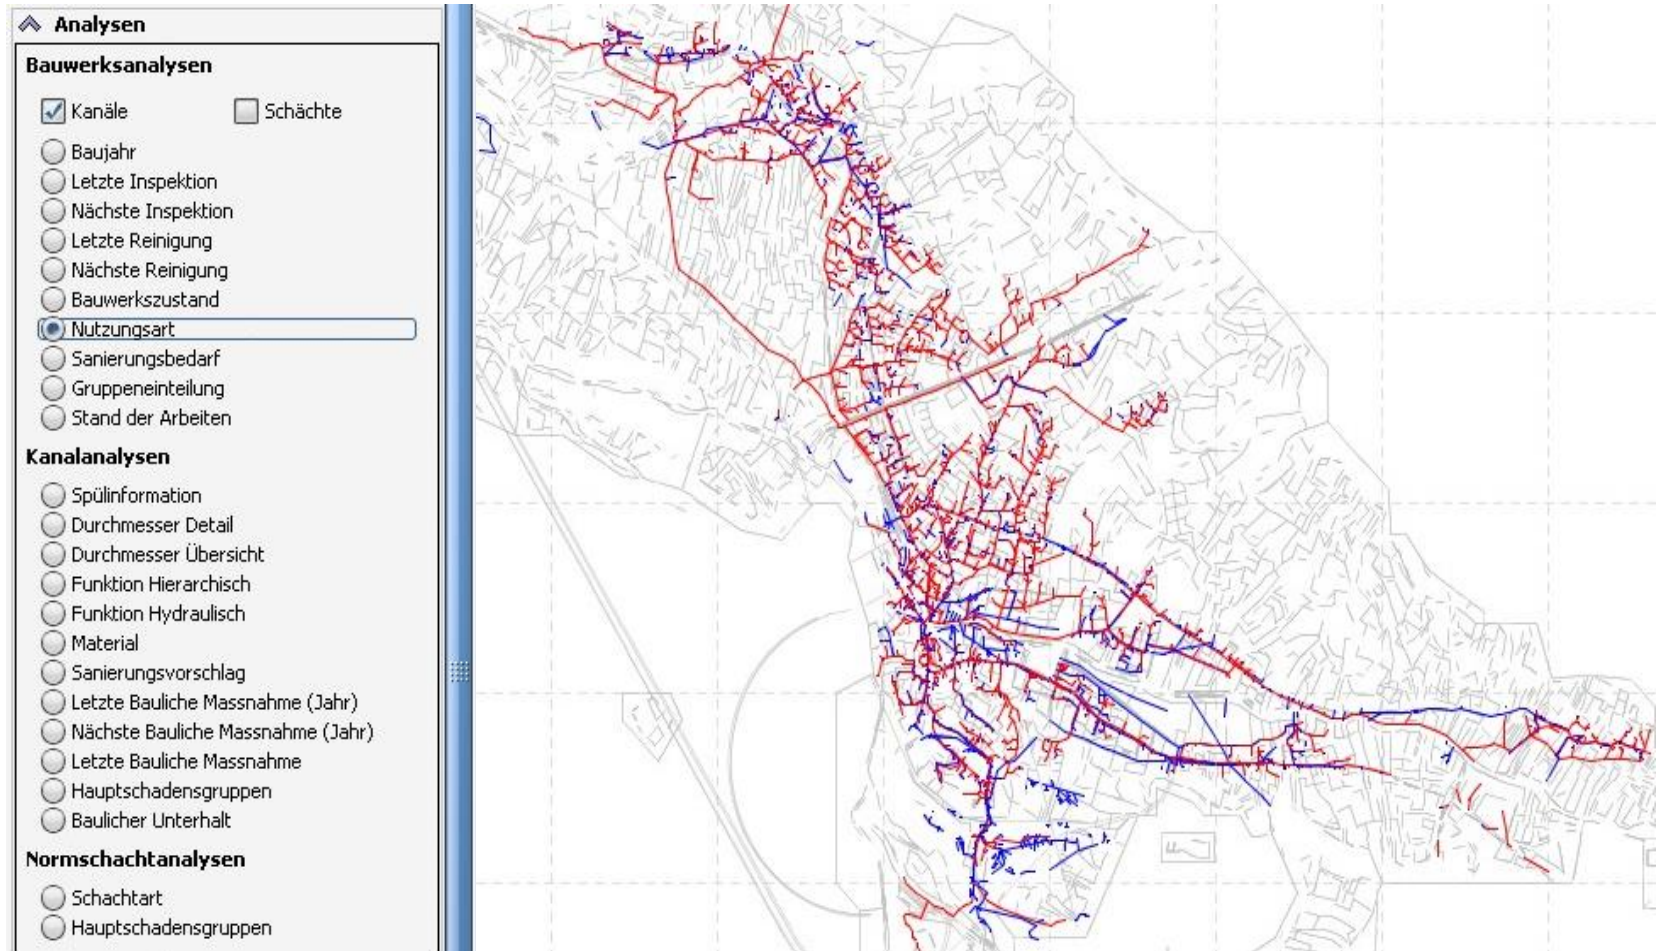 Analysen
Bauwerksanalysen
Kanäle Schächte
Baujahr
Letzte Inspektion
Nächste Inspektion
Letzte Reinigung
Nächste Reinigung
Bauwerkszustand
Nutzungsart
Sanierungsbedarf
Gruppeneinteilung
Stand der Arbeiten
Kanalanalysen
Spülinformation
Durchmesser Detail
Durchmesser Übersicht
Funktion Hierarchisch
Funktion Hydraulisch
Material
Sanierungsvorschlag
Letzte Bauliche Massnahme (Jahr)
Nächste Bauliche Massnahme (Jahr)
Letzte Bauliche Massnahme
Hauptschadensgruppen
Baulicher Unterhalt
Normschachtanalysen
Schachtart
Hauptschadensgruppen